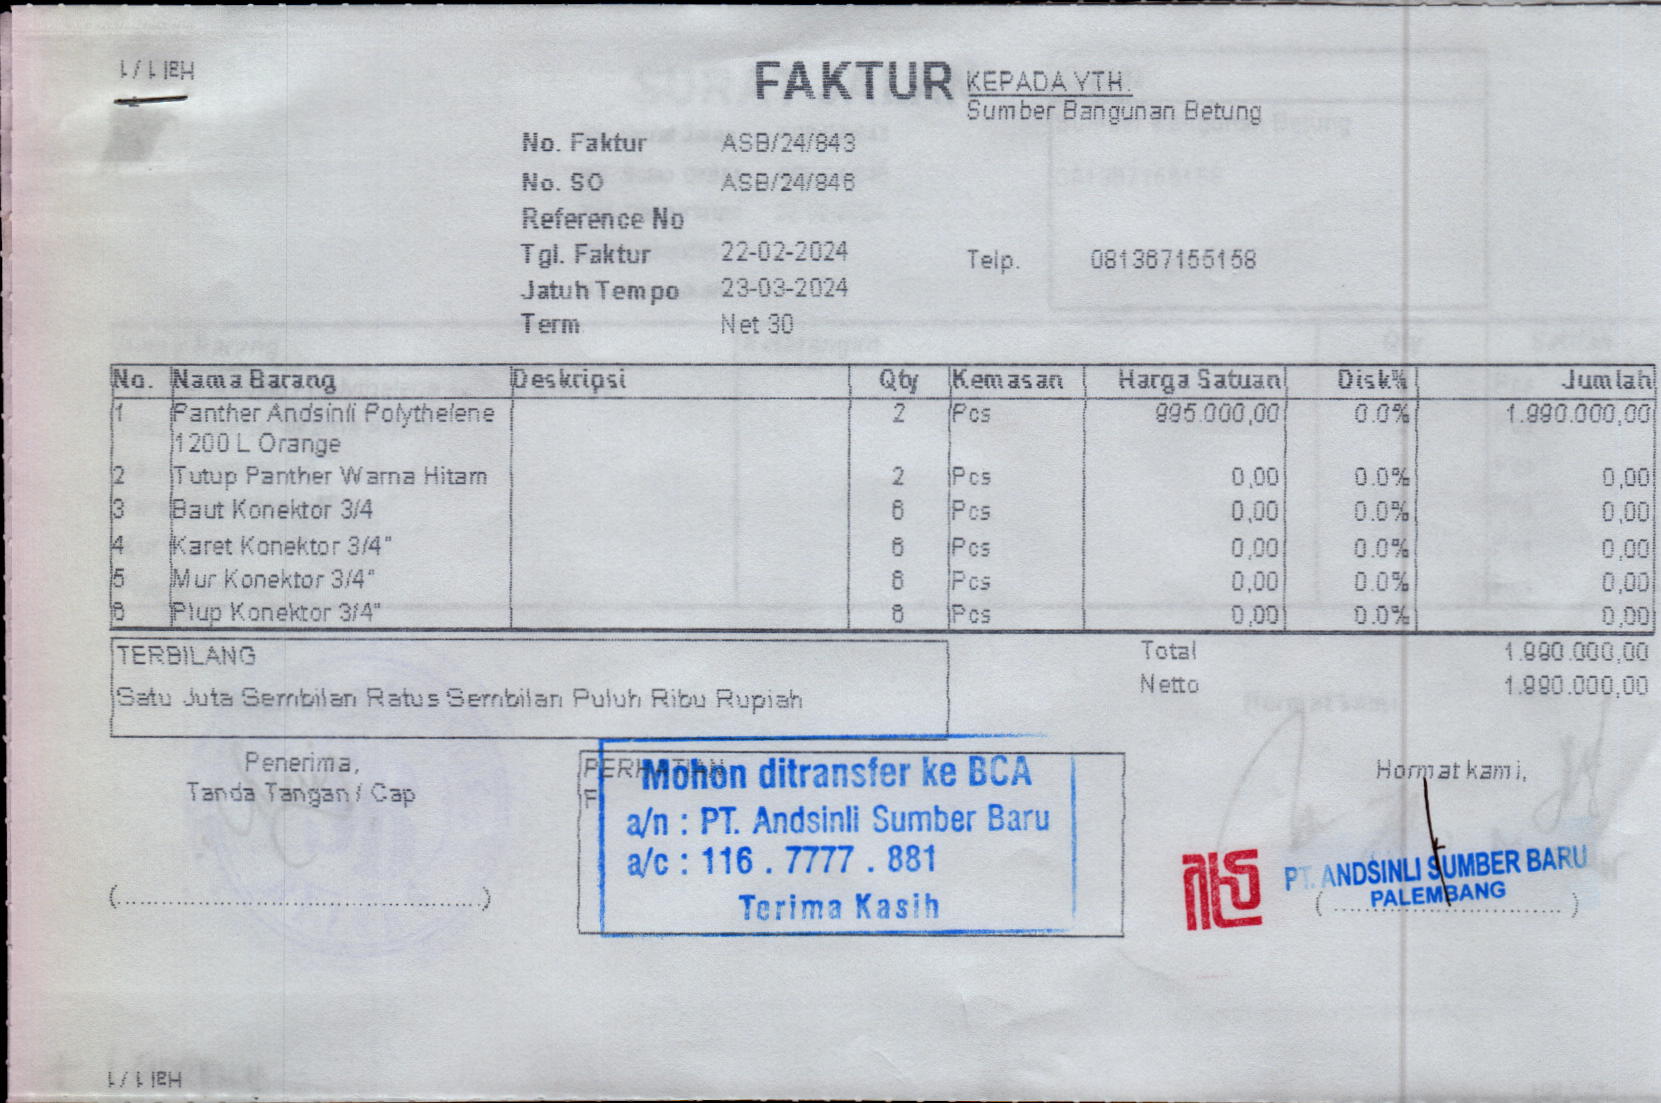 Hal 1 / 1
FAKTUR
KEPADA YTH.
Sumber Bangunan Betung
No. Faktur ASB/24/843
No. SO ASB/24/846
Reference No
Tgl. Faktur 22-02-2024
Telp. 081367155158
Jatuh Tempo 23-03-2024
Term Net 30
No. Nama Barang Deskripsi Qty Kemasan Harga Satuan Disk% Jumlah
1 Panther Andsinli Polythelene 2 Pcs 995.000,00 0.0% 1.990.000,00
1200 L Orange
2 Tutup Panther Warna Hitam 2 Pcs 0,00 0.0% 0,00
3 Baut Konektor 3/4 6 Pcs 0,00 0.0% 0,00
4 Karet Konektor 3/4" 6 Pcs 0,00 0.0% 0,00
5 Mur Konektor 3/4" 6 Pcs 0,00 0.0% 0,00
6 Plup Konektor 3/4" 6 Pcs 0,00 0.0% 0,00
TERBILANG
Satu Juta Sembilan Ratus Sembilan Puluh Ribu Rupiah
Total 1.990.000,00
Netto 1.990.000,00
Penerima,
Tanda Tangan / Cap
(......................................................)
PERHATIAN
Mohon ditransfer ke BCA
a/n : PT. Andsinli Sumber Baru
a/c : 116 . 7777 . 881
Terima Kasih
Hormat kami,
PT. ANDSINLI SUMBER BARU
PALEMBANG
(..................................)
Hal 1 / 1